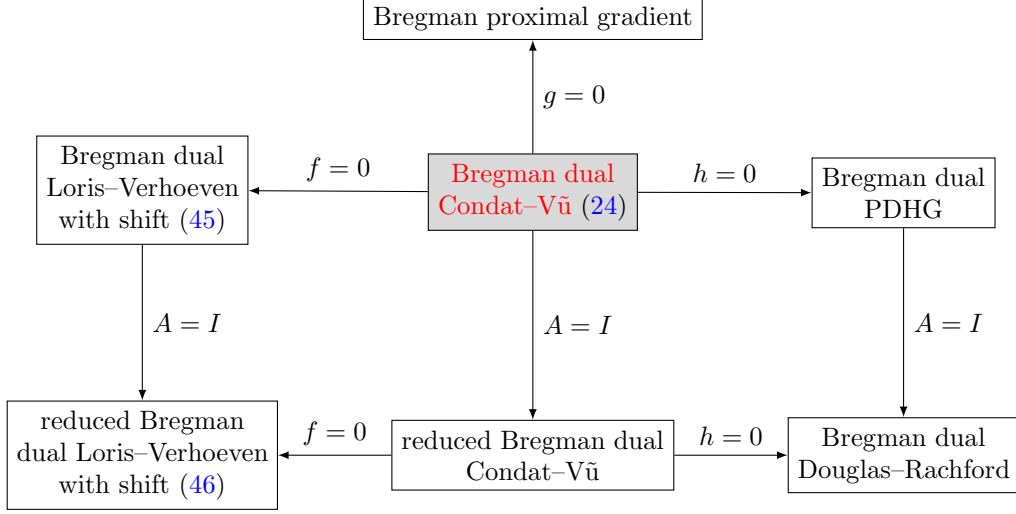 Bregman proximal gradient
g = 0
Bregman dual
Loris–Verhoeven
with shift (45)
f = 0
Bregman dual
Condat–Vũ (24)
h = 0
Bregman dual
PDHG
A = I
A = I
A = I
reduced Bregman
dual Loris–Verhoeven
with shift (46)
f = 0
reduced Bregman dual
Condat–Vũ
h = 0
Bregman dual
Douglas–Rachford